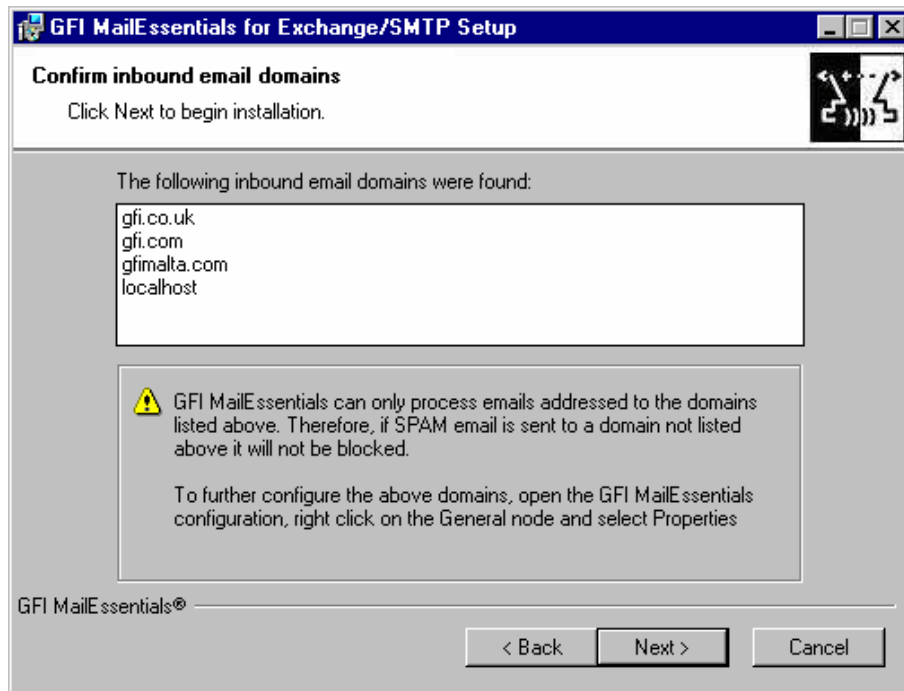 GFI MailEssentials for Exchange/SMTP Setup
Confirm inbound email domains
Click Next to begin installation.
The following inbound email domains were found:
gfi.co.uk
gfi.com
gfimalta.com
localhost
GFI MailEssentials can only process emails addressed to the domains
listed above. Therefore, if SPAM email is sent to a domain not listed
above it will not be blocked.
To further configure the above domains, open the GFI MailEssentials
configuration, right click on the General node and select Properties
GFI MailEssentials®
< Back Next > Cancel